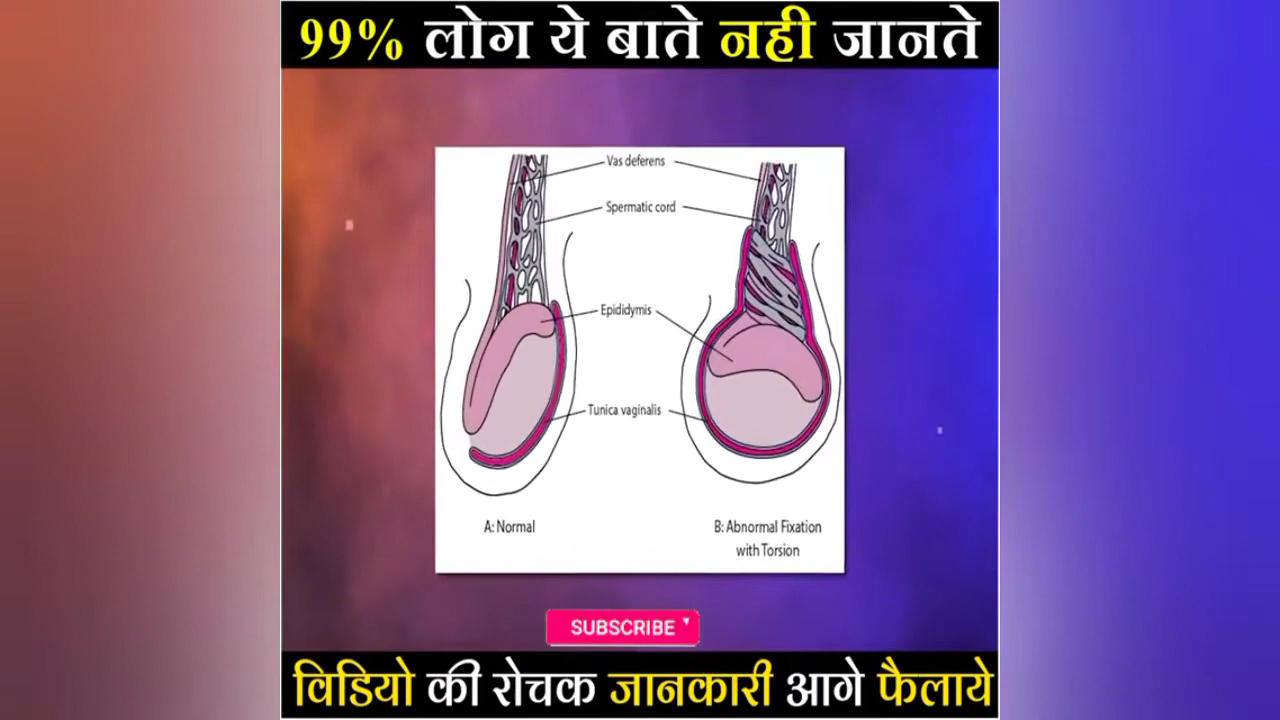 99% लोग ये बाते नही जानते
Vas deferens
Spermatic cord
Epididymis
Tunica vaginalis
A: Normal
B: Abnormal Fixation
with Torsion
SUBSCRIBE
विडियो की रोचक जानकारी आगे फैलाये